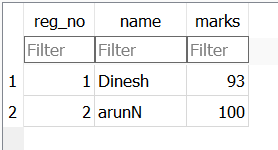 reg_no name marks
Filter Filter Filter
1 1 Dinesh 93
2 2 arunN 100